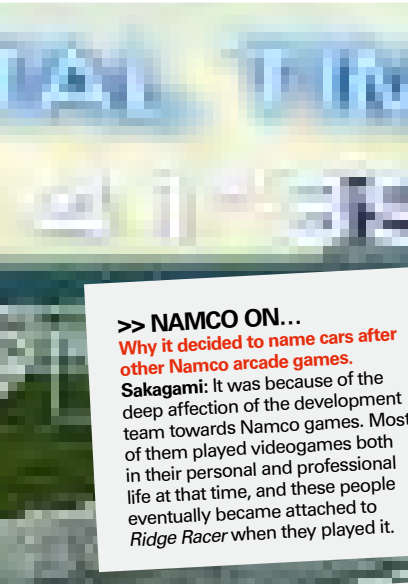 IAL TIM
>> NAMCO ON...
Why it decided to name cars after
other Namco arcade games.
Sakagami: It was because of the
deep affection of the development
team towards Namco games. Most
of them played videogames both
in their personal and professional
life at that time, and these people
eventually became attached to
Ridge Racer when they played it.